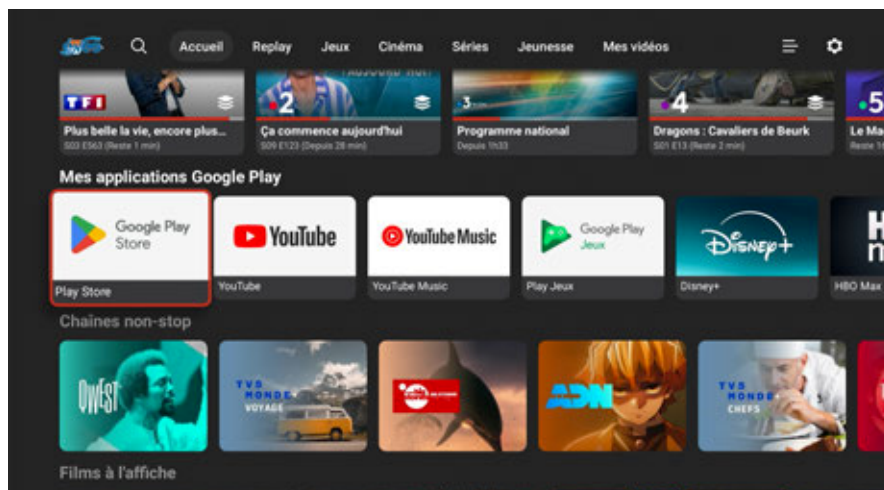 Accueil Replay Jeux Cinéma Séries Jeunesse Mes vidéos
TF1 2 3 4 5
Plus belle la vie, encore plus... Ça commence aujourd'hui Programme national Dragons : Cavaliers de Beurk Le Ma
S03 E563 (Reste 1 min) S09 E123 (Depuis 28 min) Depuis 1h33 S01 E13 (Reste 2 min) Reste 1
Mes applications Google Play
Google Play Store YouTube YouTube Music Google Play Jeux Disney+ H m
Play Store YouTube YouTube Music Play Jeux Disney+ HBO Max
Chaînes non-stop
QWEST TV5 MONDE VOYAGE ADN TV5 MONDE CHEFS
Films à l'affiche